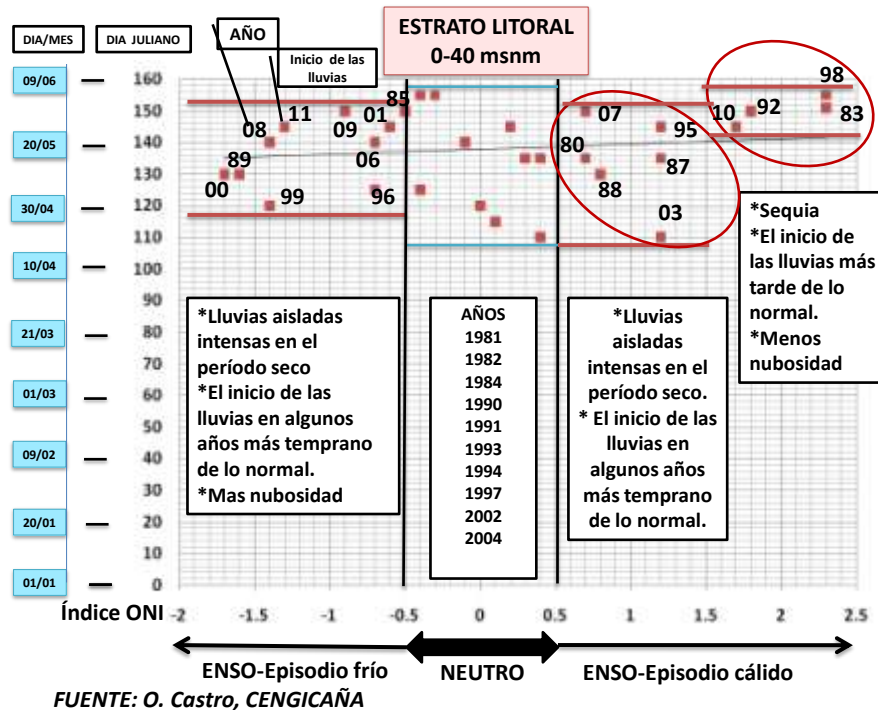 ESTRATO LITORAL
0-40 msnm
DIA/MES
DIA JULIANO
AÑO
Inicio de las
lluvias
09/06
20/05
30/04
10/04
21/03
01/03
09/02
20/01
01/01
160
150
140
130
120
110
100
90
80
70
60
50
40
30
20
10
0
00
89
08
11
99
09
01
06
96
85
80
07
88
95
87
03
10
92
98
83
*Lluvias aisladas
intensas en el
período seco
*El inicio de las
lluvias en algunos
años más temprano
de lo normal.
*Mas nubosidad
AÑOS
1981
1982
1984
1990
1991
1993
1994
1997
2002
2004
*Lluvias
aisladas
intensas en el
período seco.
* El inicio de las
lluvias en
algunos años
más temprano
de lo normal.
*Sequia
*El inicio de
las lluvias más
tarde de lo
normal.
*Menos
nubosidad
Índice ONI
-2 -1.5 -1 -0.5 0 0.5 1 1.5 2 2.5
ENSO-Episodio frío
NEUTRO
ENSO-Episodio cálido
FUENTE: O. Castro, CENGICAÑA